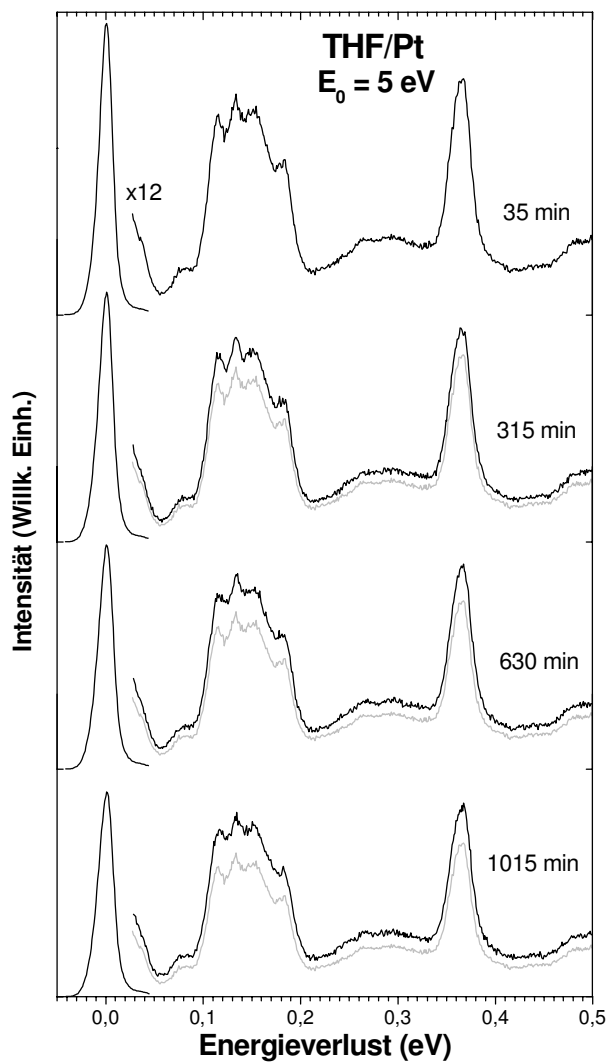 THF/Pt
E₀ = 5 eV
x12
35 min
315 min
630 min
1015 min
Intensität (Willk. Einh.)
0,0 0,1 0,2 0,3 0,4 0,5
Energieverlust (eV)